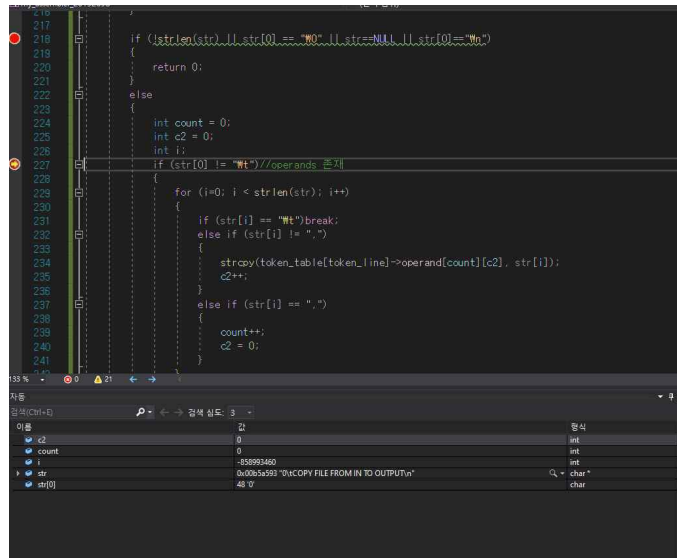 217
218 if (!strlen(str) || str[0] == "₩0" || str==NULL || str[0]=="₩n")
219 {
220 return 0;
221 }
222 else
223 {
224 int count = 0;
225 int c2 = 0;
226 int i;
227 if (str[0] != "₩t")//operands 존재
228 {
229 for (i=0; i < strlen(str); i++)
230 {
231 if (str[i] == "₩t")break;
232 else if (str[i] != ",")
233 {
234 strcpy(token_table[token_line]->operand[count][c2], str[i]);
235 c2++;
236 }
237 else if (str[i] == ",")
238 {
239 count++;
240 c2 = 0;
241 }
133 % 0 21
자동
검색(Ctrl+E) 검색 심도: 3
이름 값 형식
c2 0 int
count 0 int
i -858993460 int
str 0x00b5a593 "0\tCOPY FILE FROM IN TO OUTPUT\n" char *
str[0] 48 '0' char